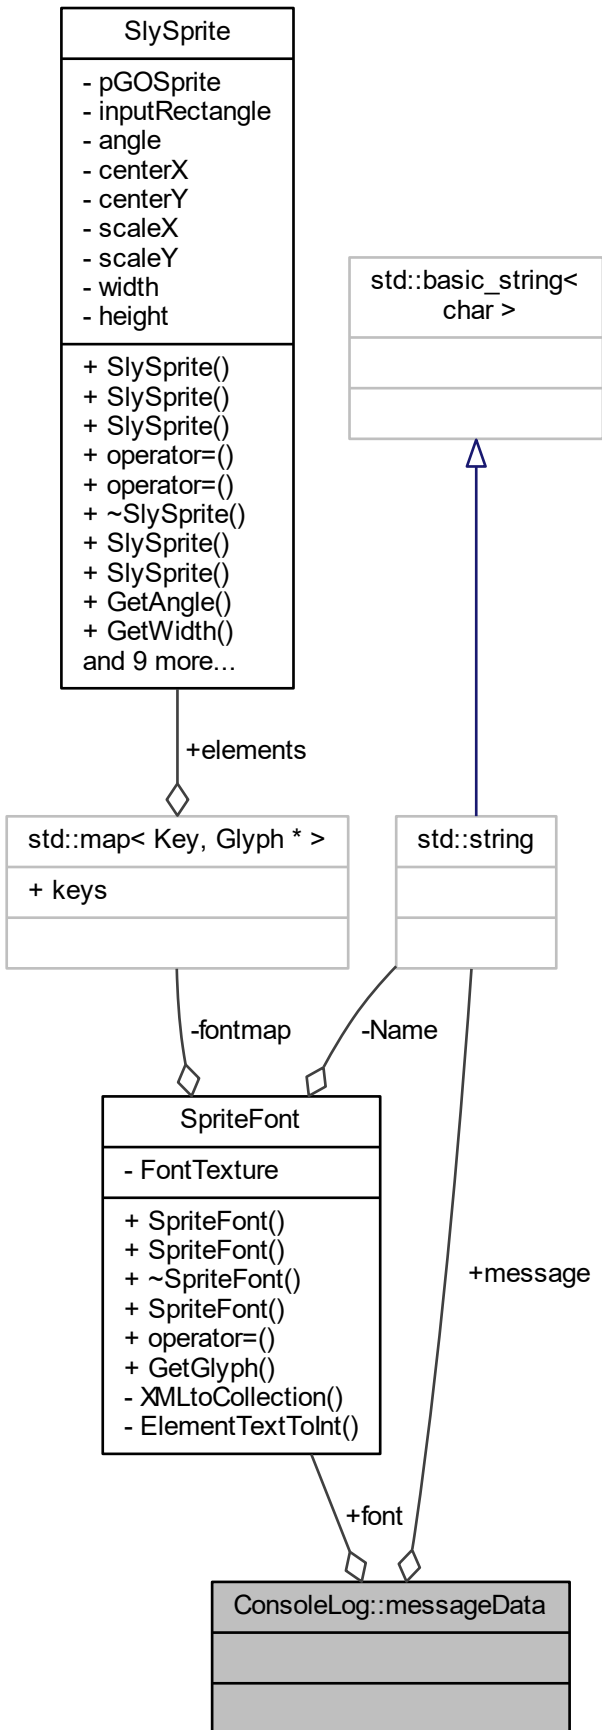 SlySprite
- pGOSprite
- inputRectangle
- angle
- centerX
- centerY
- scaleX
- scaleY
- width
- height
+ SlySprite()
+ SlySprite()
+ SlySprite()
+ operator=()
+ operator=()
+ ~SlySprite()
+ SlySprite()
+ SlySprite()
+ GetAngle()
+ GetWidth()
and 9 more...
std::basic_string<
char >
+elements
std::map< Key, Glyph * >
+ keys
std::string
-fontmap
-Name
SpriteFont
- FontTexture
+ SpriteFont()
+ SpriteFont()
+ ~SpriteFont()
+ SpriteFont()
+ operator=()
+ GetGlyph()
- XMLtoCollection()
- ElementTextToInt()
+message
+font
ConsoleLog::messageData